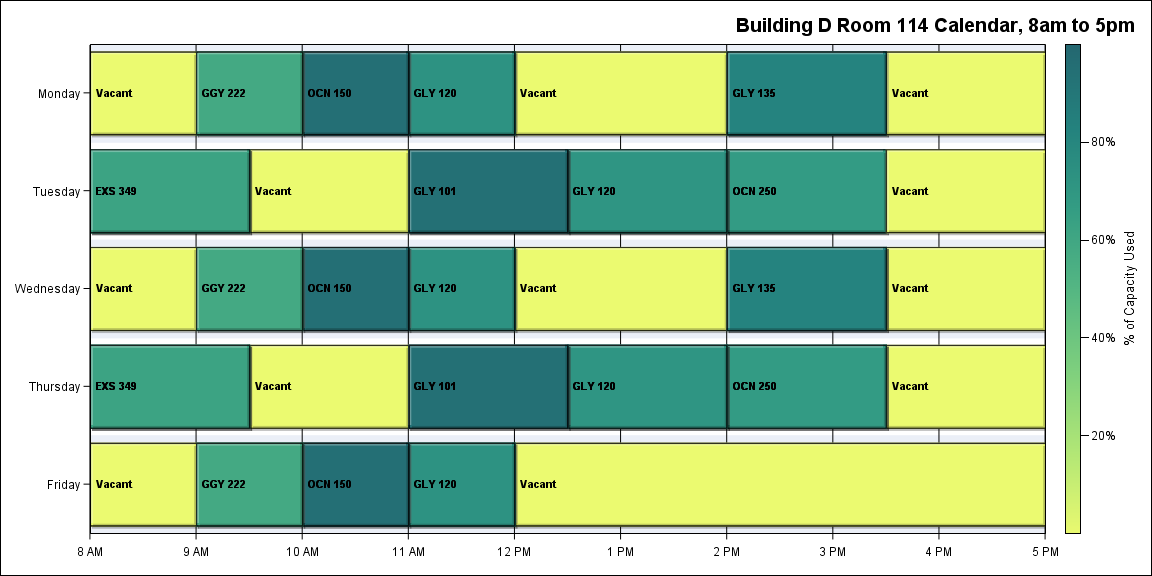 Building D Room 114 Calendar, 8am to 5pm
Monday
Vacant
GGY 222
OCN 150
GLY 120
Vacant
GLY 135
Vacant
Tuesday
EXS 349
Vacant
GLY 101
GLY 120
OCN 250
Vacant
Wednesday
Vacant
GGY 222
OCN 150
GLY 120
Vacant
GLY 135
Vacant
Thursday
EXS 349
Vacant
GLY 101
GLY 120
OCN 250
Vacant
Friday
Vacant
GGY 222
OCN 150
GLY 120
Vacant
8 AM
9 AM
10 AM
11 AM
12 PM
1 PM
2 PM
3 PM
4 PM
5 PM
80%
60%
40%
20%
% of Capacity Used